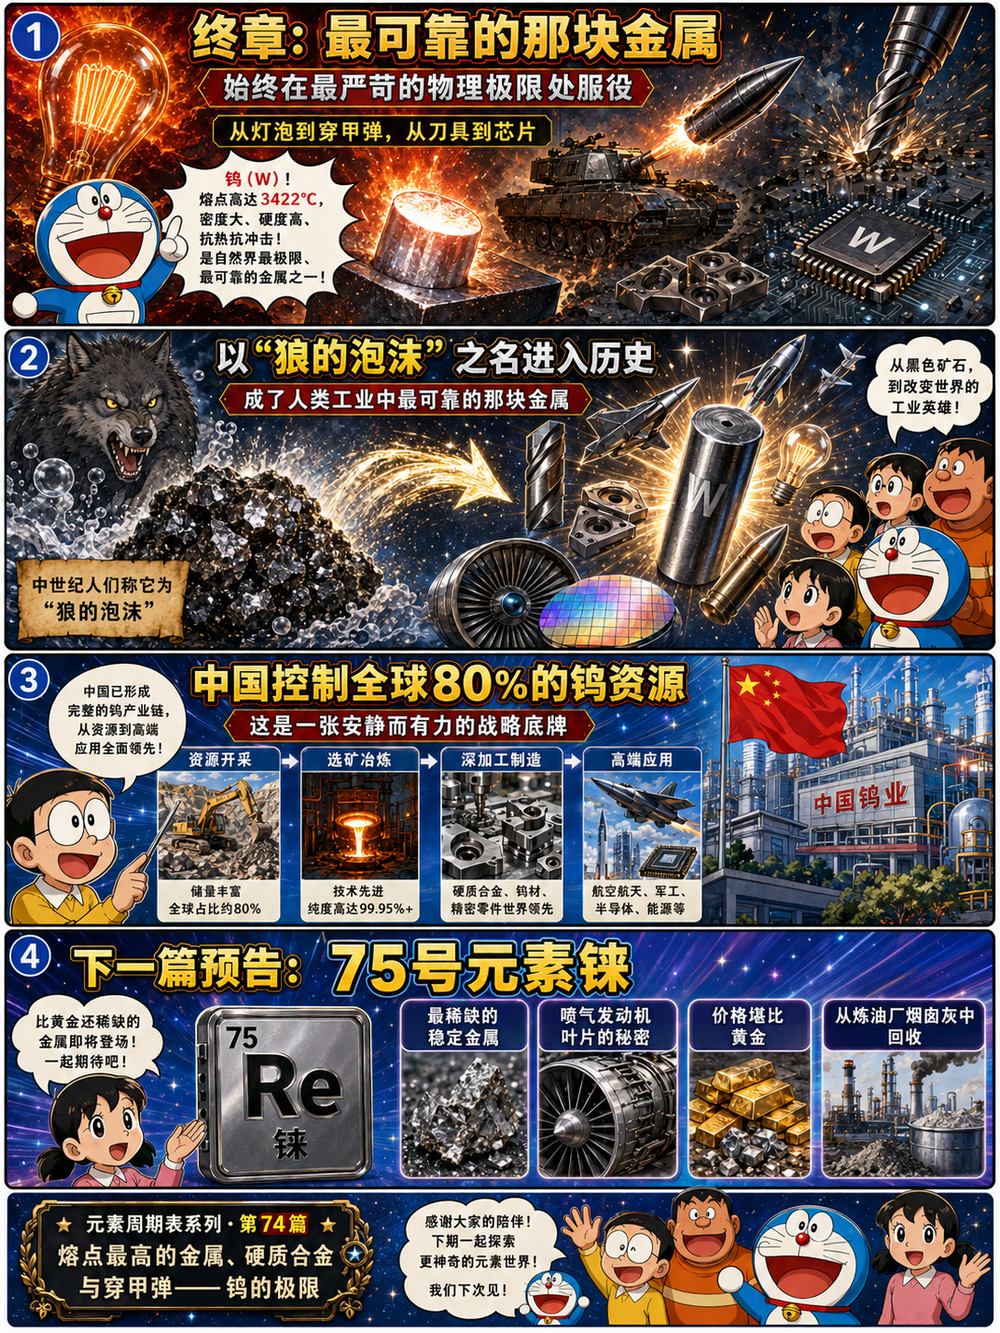 1
终章：最可靠的那块金属
始终在最严苛的物理极限处服役
从灯泡到穿甲弹，从刀具到芯片
钨（W）！
熔点高达3422℃，
密度大、硬度高、
抗热抗冲击！
是自然界最极限、
最可靠的金属之一！
W
2
以“狼的泡沫”之名进入历史
成了人类工业中最可靠的那块金属
从黑色矿石，
到改变世界的
工业英雄！
W
中世纪人们称它为
“狼的泡沫”
3
中国控制全球80%的钨资源
这是一张安静而有力的战略底牌
中国已形成
完整的钨产业链，
从资源到高端
应用全面领先！
资源开采
储量丰富
全球占比约80%
选矿冶炼
技术先进
纯度高达99.95%+
深加工制造
硬质合金、钨材、
精密零件世界领先
高端应用
航空航天、军工、
半导体、能源等
中国钨业
4
下一篇预告：75号元素铼
比黄金还稀缺的
金属即将登场！
一起期待吧！
75
Re
铼
最稀缺的
稳定金属
喷气发动机
叶片的秘密
价格堪比
黄金
从炼油厂烟囱灰中
回收
元素周期表系列·第74篇
熔点最高的金属、硬质合金
与穿甲弹——钨的极限
感谢大家的陪伴！
下期一起探索
更神奇的元素世界！
我们下次见！